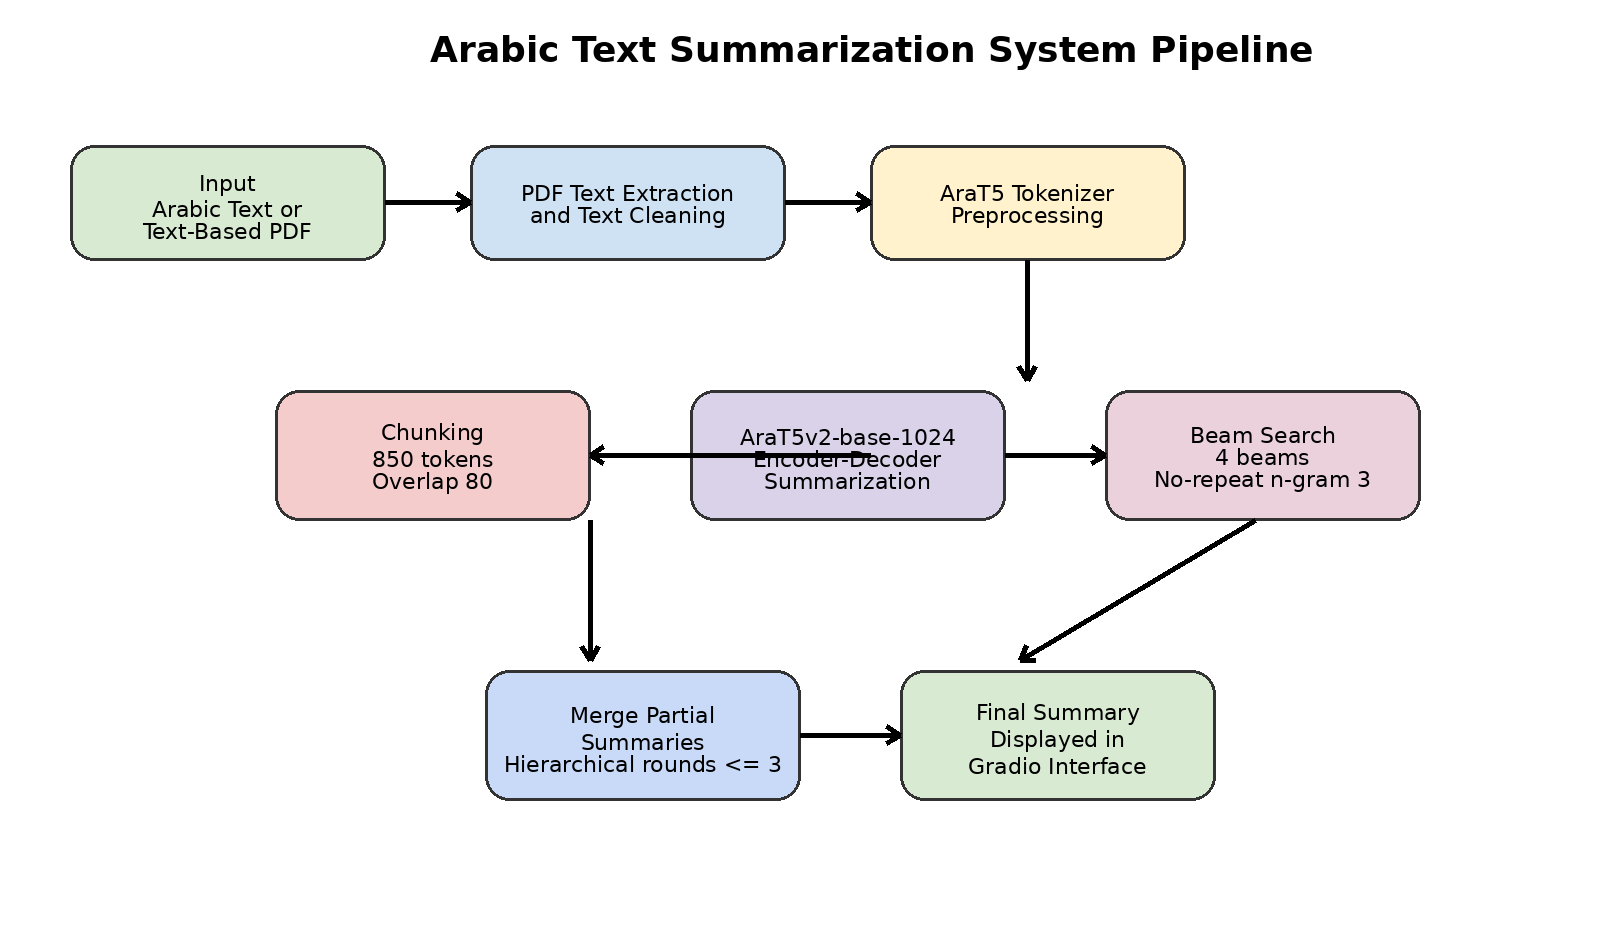 Arabic Text Summarization System Pipeline
Input
Arabic Text or
Text-Based PDF
PDF Text Extraction
and Text Cleaning
AraT5 Tokenizer
Preprocessing
Chunking
850 tokens
Overlap 80
AraT5v2-base-1024
Encoder-Decoder
Summarization
Beam Search
4 beams
No-repeat n-gram 3
Merge Partial
Summaries
Hierarchical rounds <= 3
Final Summary
Displayed in
Gradio Interface